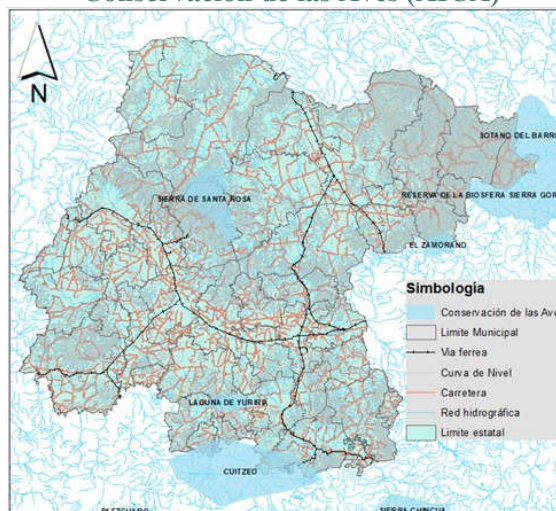 Conservación de las Aves (AICA)
N
SOTANO DEL BARR
SIERRA DE SANTA ROSA
RESERVA DE LA BIOSFERA SIERRA GOR
EL ZAMORANO
Simbología
Conservación de las Ave
Limite Municipal
Via ferrea
Curva de Nivel
Carretera
Red hidrográfica
Limite estatal
LAGUNA DE YURIRI
CUITZEO
PATZCUARO
SIERRA CHINCUA